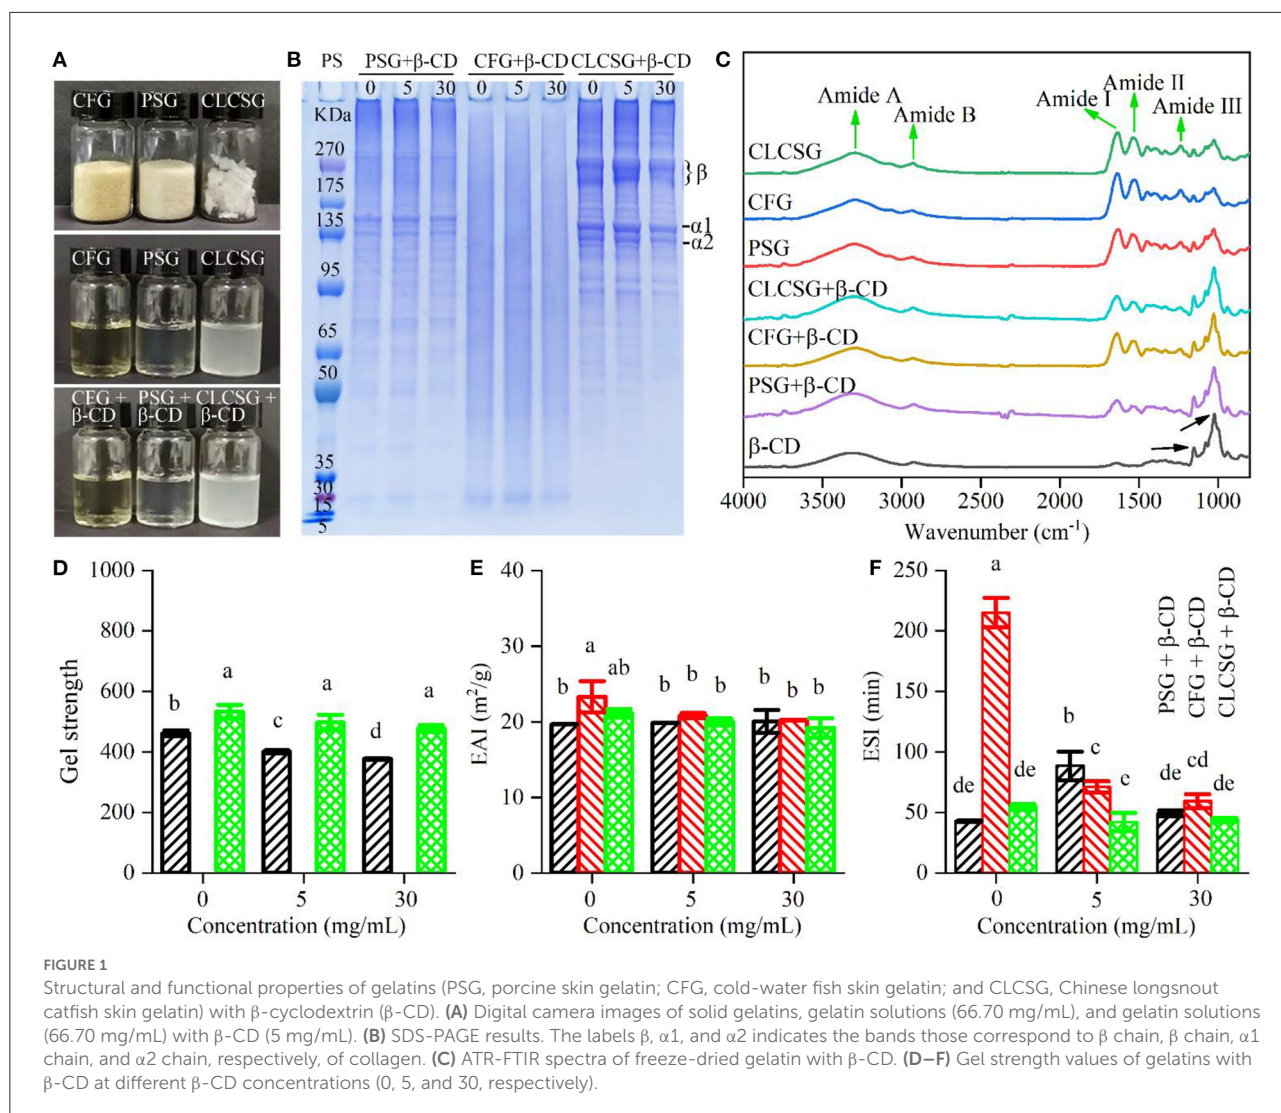 A
CFG PSG CLCSG
CFG PSG CLCSG
CFG + PSG + CLCSG +
β-CD β-CD β-CD
B
PS PSG+β-CD CFG+β-CD CLCSG+β-CD
0 5 30 0 5 30 0 5 30
KDa
270
175
135
95
65
50
35
30
15
5
β
α1
α2
C
Amide A
Amide B
Amide I
Amide II
Amide III
CLCSG
CFG
PSG
CLCSG+β-CD
CFG+β-CD
PSG+β-CD
β-CD
4000 3500 3000 2500 2000 1500 1000
Wavenumber (cm-1)
D
Gel strength
1000
800
600
400
200
0
b a c a d a
0 5 30
Concentration (mg/mL)
E
EAI (m2/g)
40
30
20
10
0
b a ab b b b b b b
0 5 30
Concentration (mg/mL)
F
ESI (min)
250
200
150
100
50
0
de a de b c e de cd de
PSG + β-CD
CFG + β-CD
CLCSG + β-CD
0 5 30
Concentration (mg/mL)
FIGURE 1
Structural and functional properties of gelatins (PSG, porcine skin gelatin; CFG, cold-water fish skin gelatin; and CLCSG, Chinese longsnout
catfish skin gelatin) with β-cyclodextrin (β-CD). (A) Digital camera images of solid gelatins, gelatin solutions (66.70 mg/mL), and gelatin solutions
(66.70 mg/mL) with β-CD (5 mg/mL). (B) SDS-PAGE results. The labels β, α1, and α2 indicates the bands those correspond to β chain, β chain, α1
chain, and α2 chain, respectively, of collagen. (C) ATR-FTIR spectra of freeze-dried gelatin with β-CD. (D–F) Gel strength values of gelatins with
β-CD at different β-CD concentrations (0, 5, and 30, respectively).